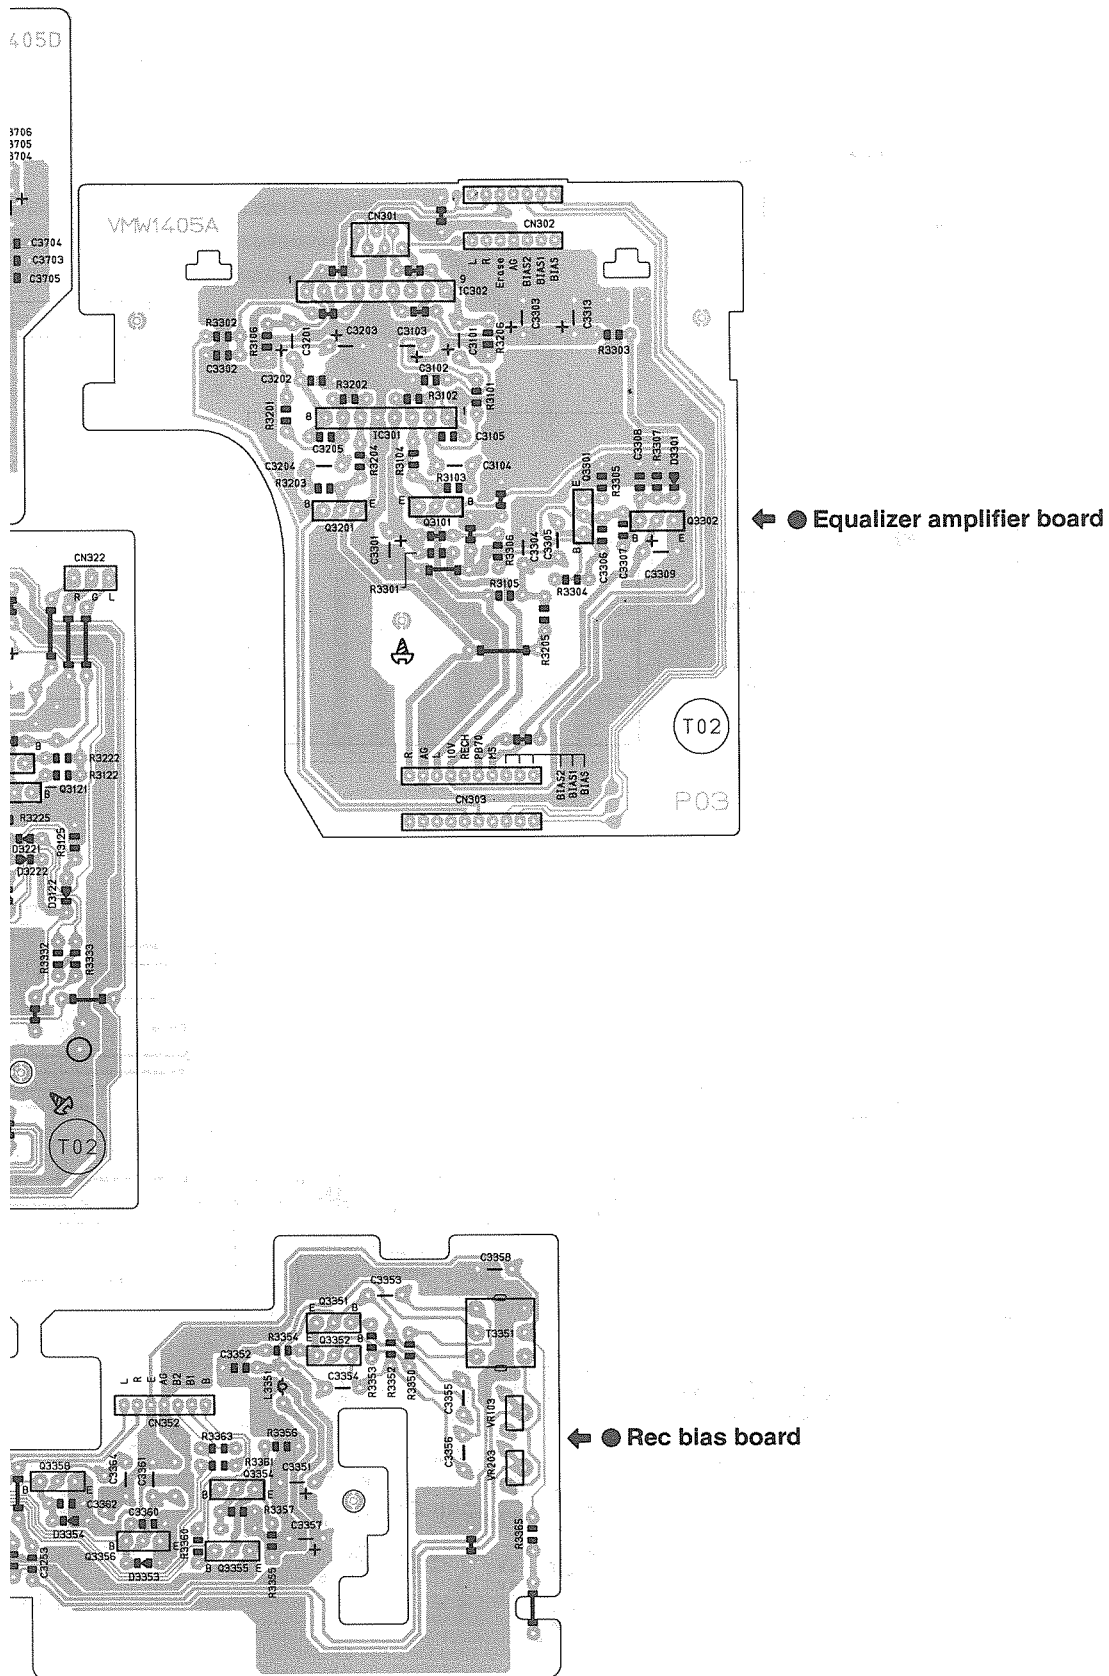 1405D
3706
3705
3704
C3704
C3703
C3705
VMW1405A
CN301
CN302
L
R
Erase
AG
BIAS2
BIAS1
BIAS
1
9
IC302
R3302
C3302
R3106
C3201
C3203
C3103
C3101
R3206
C3303
C3313
R3303
C3202
R3202
C3102
R3102
R3101
R3201
8
1
IC301
C3205
R3204
R3104
C3105
C3204
R3203
C3104
R3103
B
E
Q3201
E
B
Q3101
E
Q3301
B
R3305
C3308
R3307
D3301
Q3302
B
E
C3301
R3301
R3306
C3304
C3305
C3306
C3307
C3309
R3304
R3105
R3205
← ● Equalizer amplifier board
T02
R
AG
L
10V
RECH
PB70
MS
BIAS2
BIAS1
BIAS
CN303
P03
CN322
R
G
L
B
R3222
R3122
Q3121
B
R3225
D3221
D3222
R3125
D3122
R3332
R3333
T02
C3358
C3353
Q3351
E
B
Q3352
E
B
T3351
R3354
C3352
L3351
C3354
R3353
R3352
R3350
C3355
C3356
VR103
VR203
← ● Rec bias board
L
R
E
AG
B2
B1
B
CN352
R3363
R3356
R3361
Q3354
C3351
B
E
Q3358
B
E
C3364
C3361
C3362
D3354
C3360
Q3356
B
E
D3353
R3360
R3357
C3357
Q3355
B
E
R3355
R3365
C3253